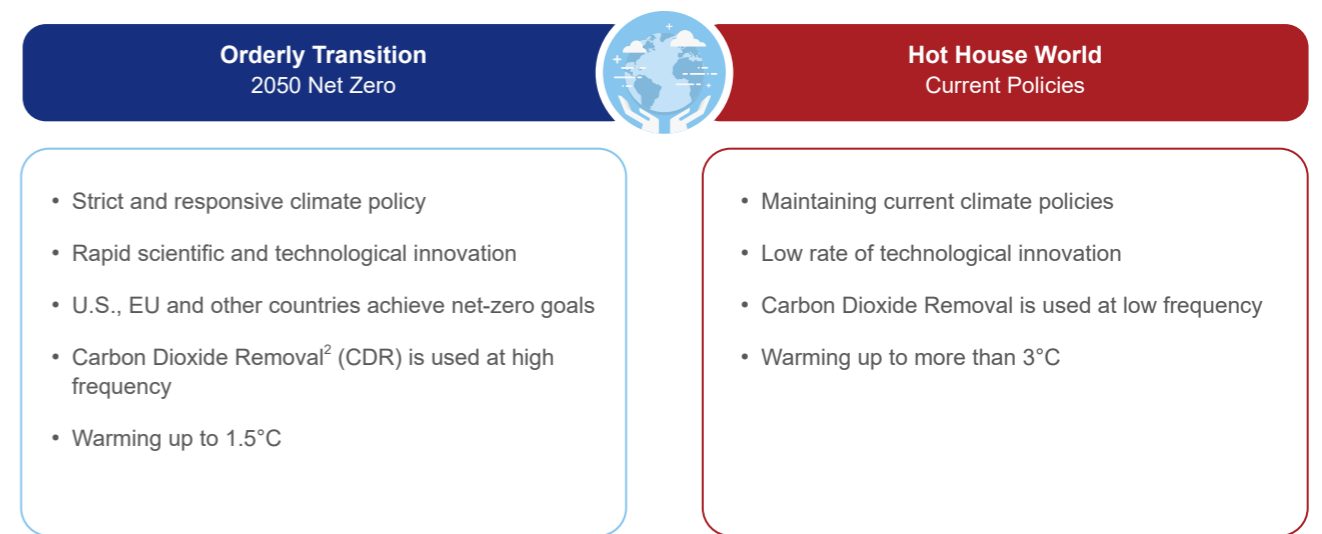 Orderly Transition
2050 Net Zero
Hot House World
Current Policies
• Strict and responsive climate policy
• Rapid scientific and technological innovation
• U.S., EU and other countries achieve net-zero goals
• Carbon Dioxide Removal² (CDR) is used at high
frequency
• Warming up to 1.5°C
• Maintaining current climate policies
• Low rate of technological innovation
• Carbon Dioxide Removal is used at low frequency
• Warming up to more than 3°C